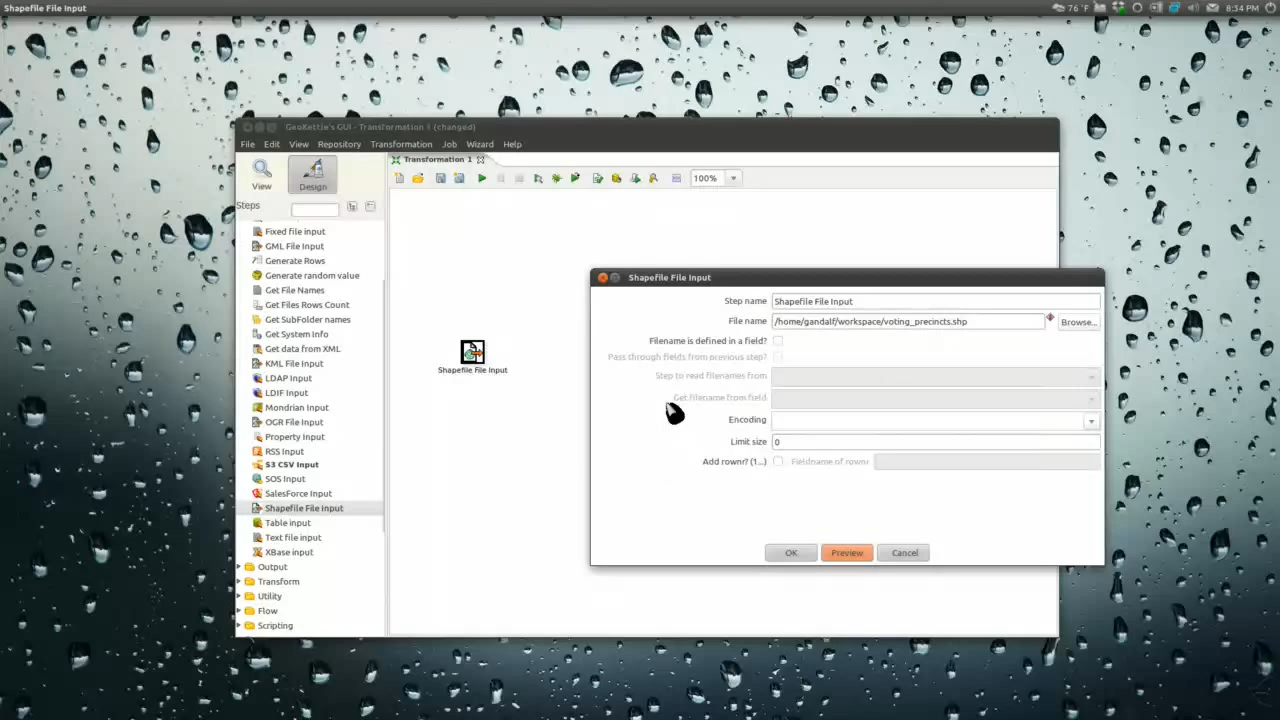 Shapefile File Input
76 °F
8:34 PM
GeoKettle's GUI - Transformation 1 (changed)
File Edit View Repository Transformation Job Wizard Help
View
Design
Transformation 1
100%
Steps
Fixed file input
GML File Input
Generate Rows
Generate random value
Get File Names
Get Files Rows Count
Get SubFolder names
Get System Info
Get data from XML
KML File Input
LDAP Input
LDIF Input
Mondrian Input
OGR File Input
Property Input
RSS Input
S3 CSV Input
SOS Input
SalesForce Input
Shapefile File Input
Table input
Text file input
XBase input
Output
Transform
Utility
Flow
Scripting
Shapefile File Input
Shapefile File Input
Step name Shapefile File Input
File name /home/gandalf/workspace/voting_precincts.shp Browse...
Filename is defined in a field?
Pass through fields from previous step?
Step to read filenames from
Get filename from field
Encoding
Limit size 0
Add rownr? (1...) Fieldname of rownr
OK Preview Cancel